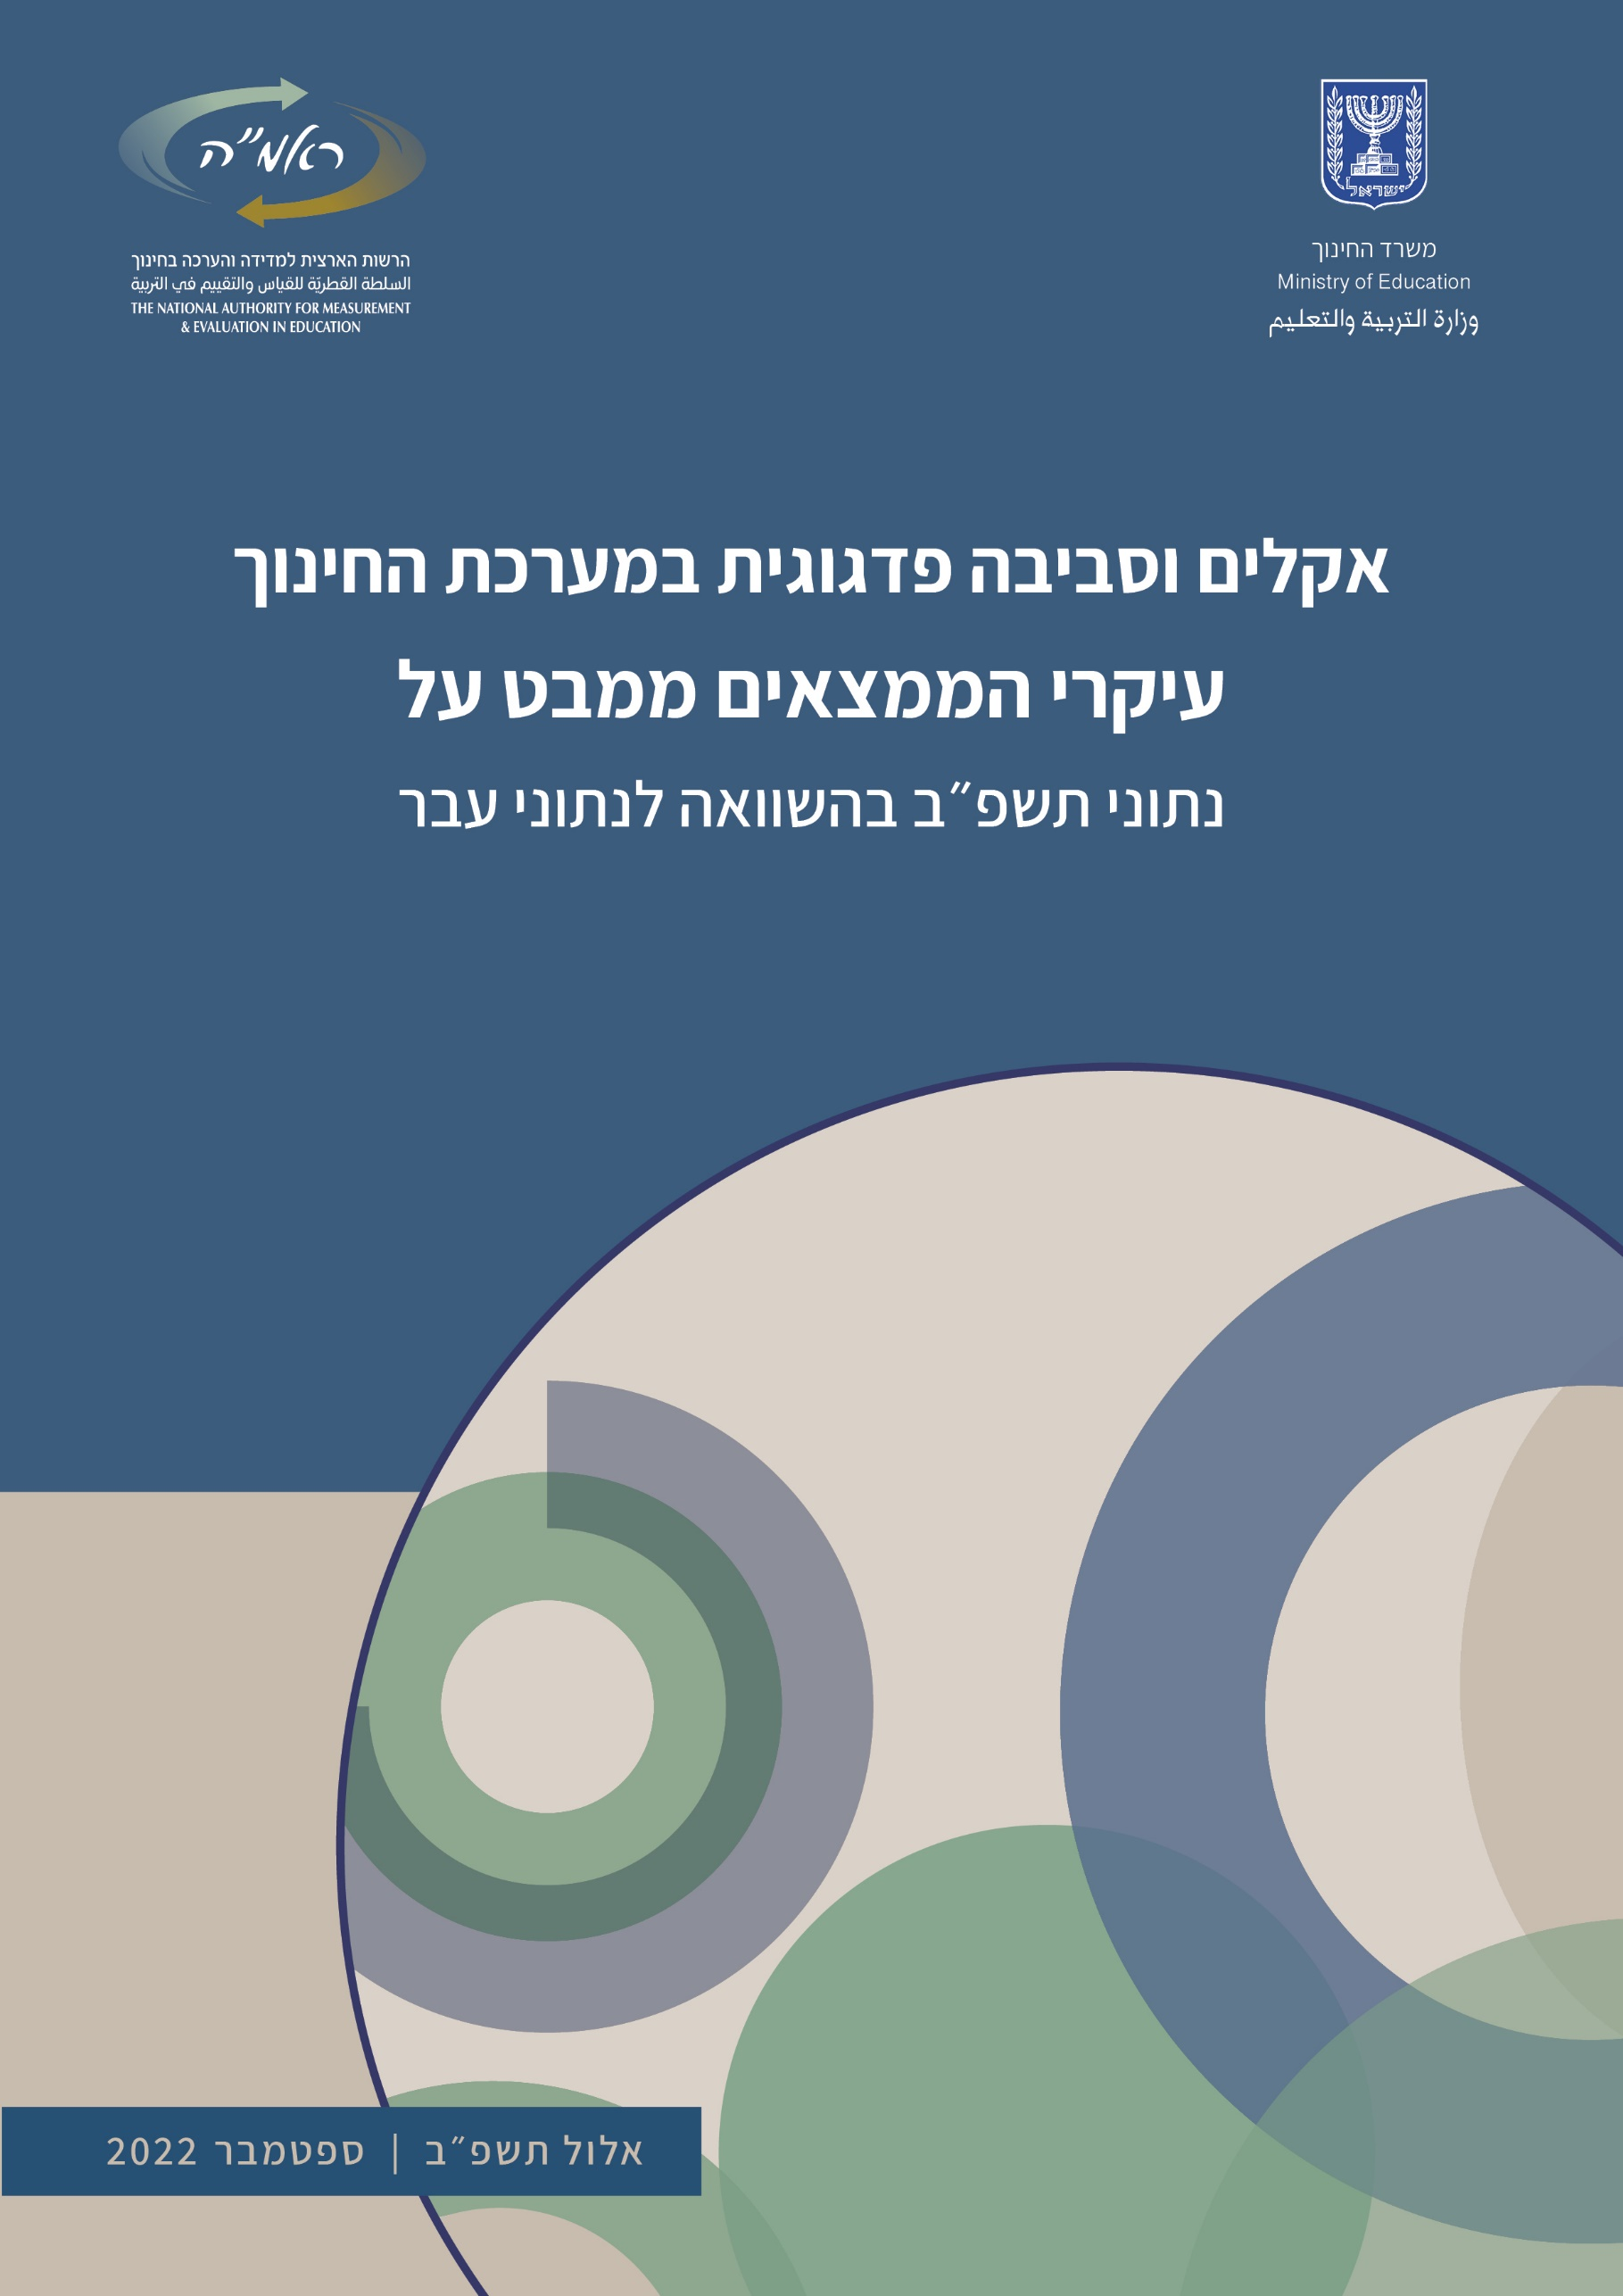 ישראל
משרד החינוך
Ministry of Education
وزارة التربية والتعليم
ראמ״ה
הרשות הארצית למדידה והערכה בחינוך
السلطة القطريّة للقياس والتقييم في التربية
THE NATIONAL AUTHORITY FOR MEASUREMENT
& EVALUATION IN EDUCATION
אקלים וסביבה פדגוגית במערכת החינוך
עיקרי הממצאים ממבט על
נתוני תשפ״ב בהשוואה לנתוני עבר
אלול תשפ״ב | ספטמבר 2022